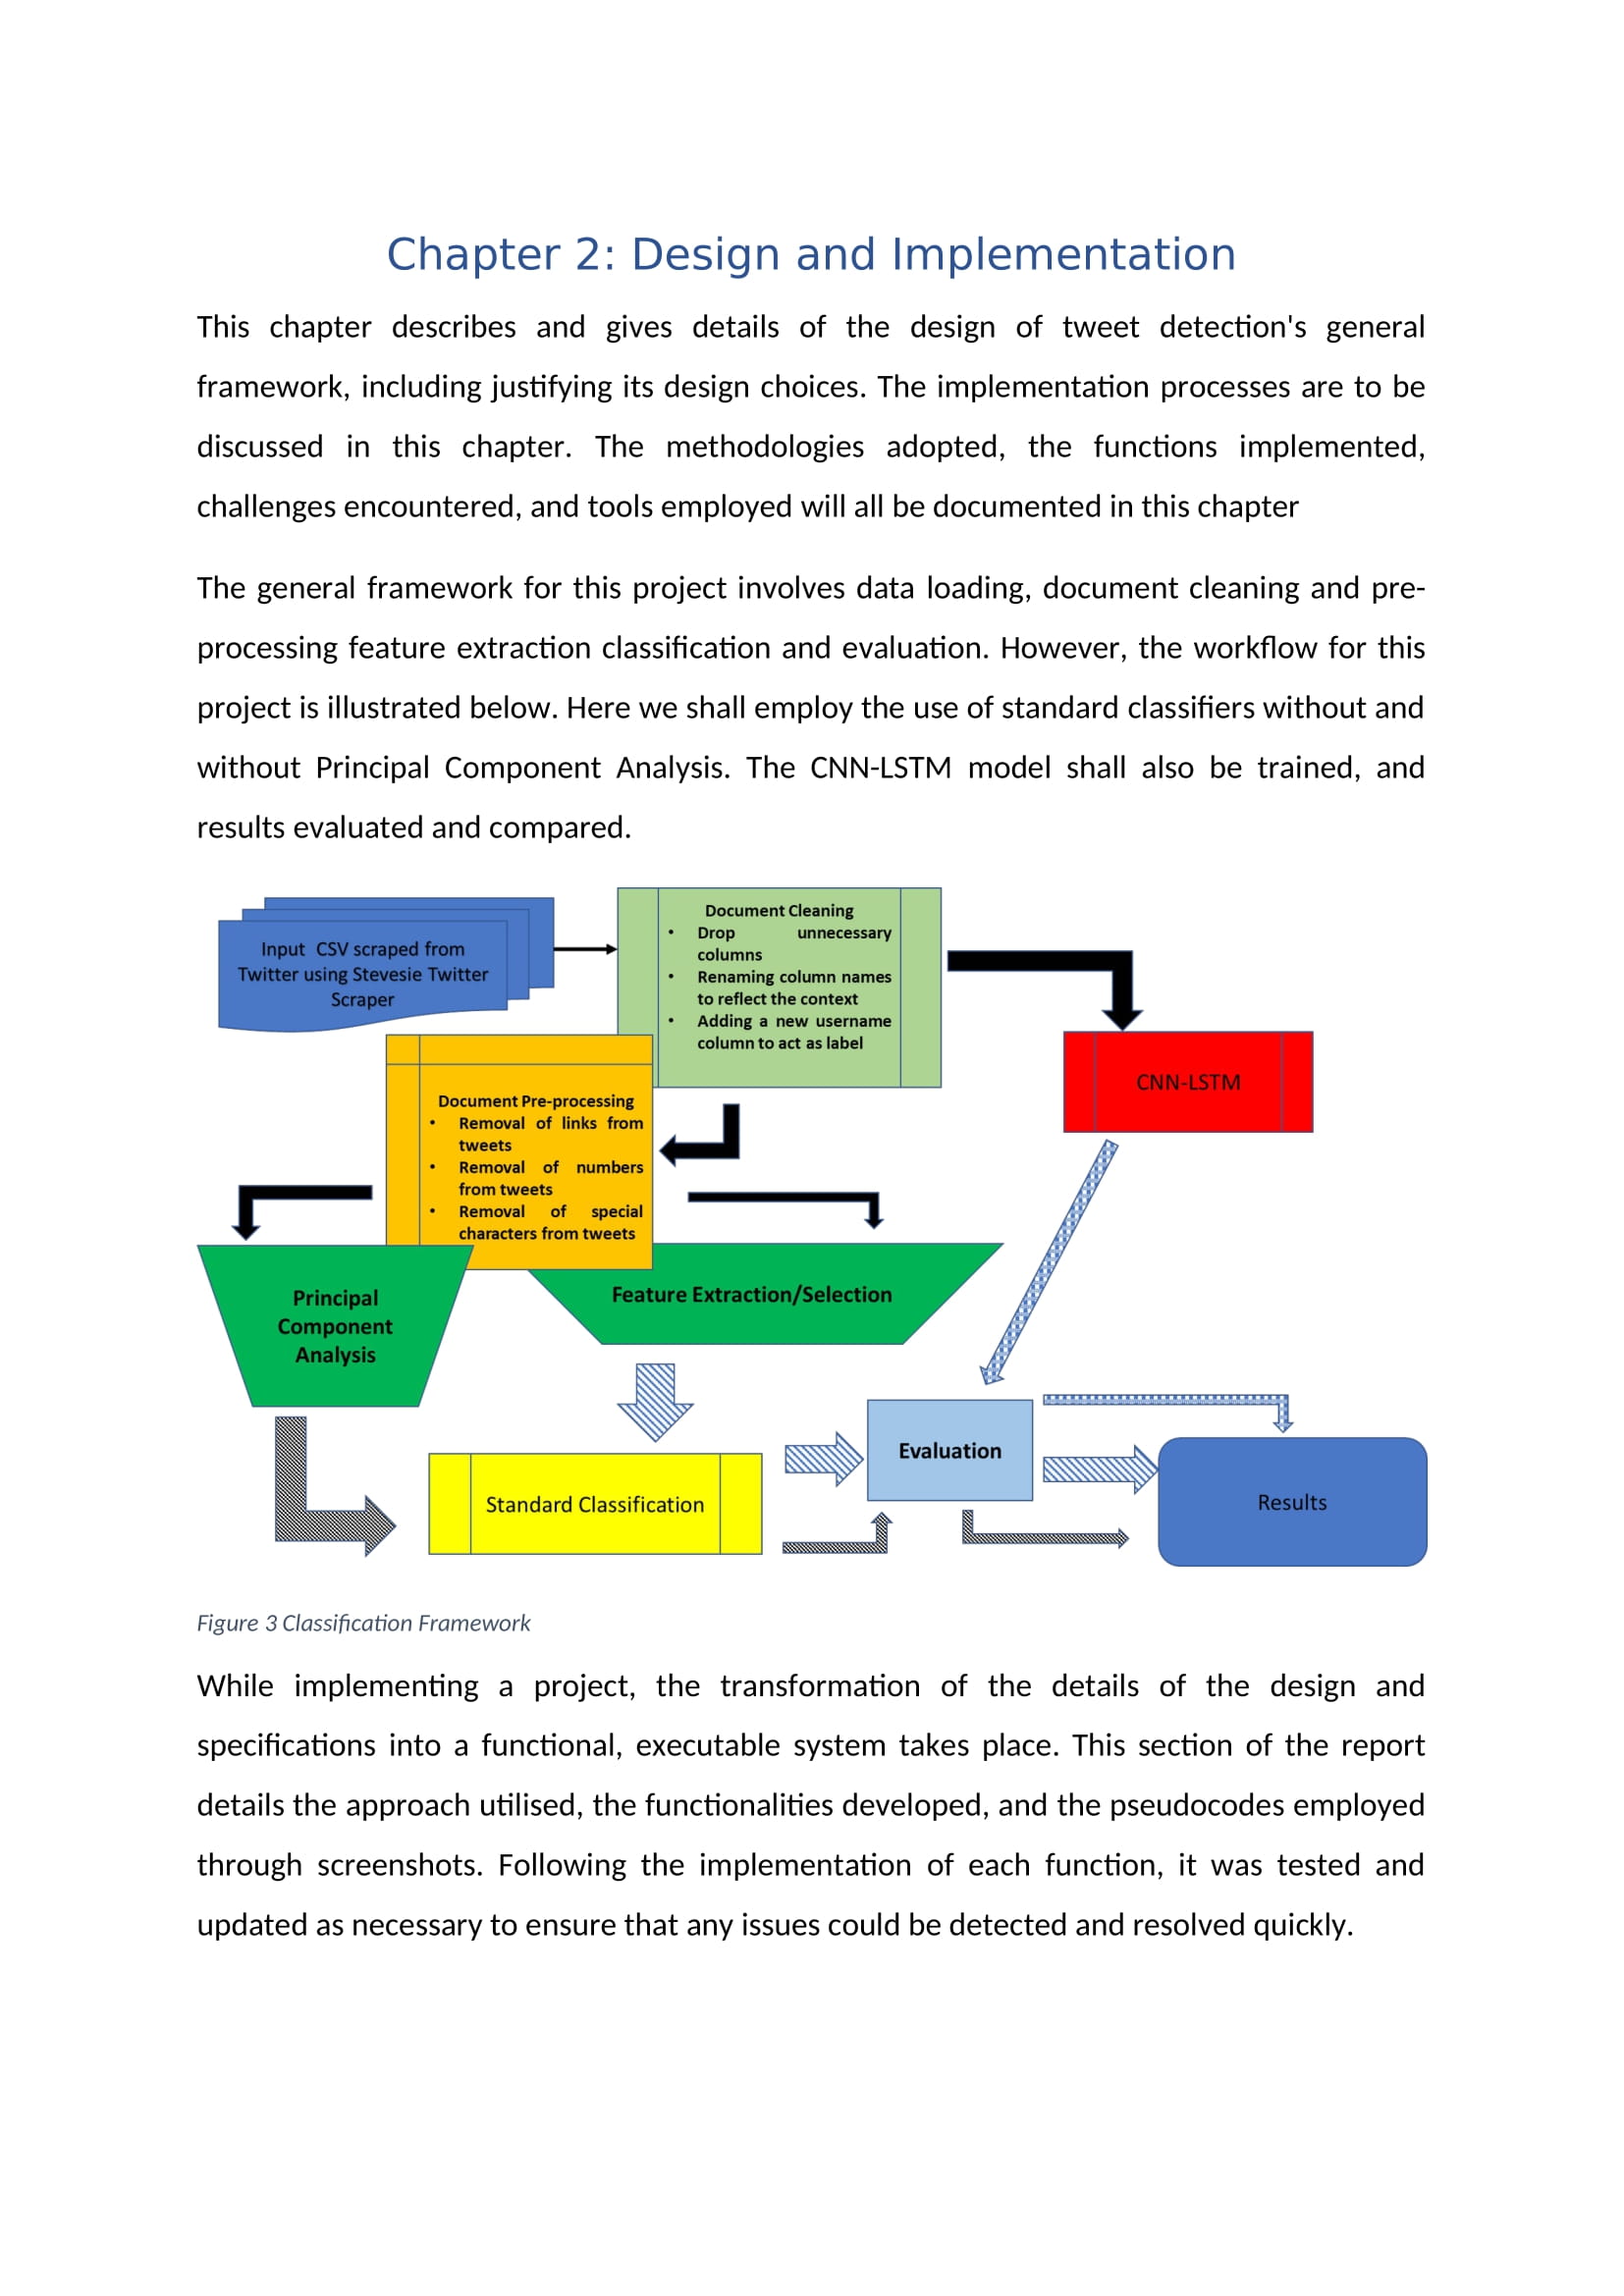 Chapter 2: Design and Implementation
This chapter describes and gives details of the design of tweet detection's general
framework, including justifying its design choices. The implementation processes are to be
discussed in this chapter. The methodologies adopted, the functions implemented,
challenges encountered, and tools employed will all be documented in this chapter
The general framework for this project involves data loading, document cleaning and pre-
processing feature extraction classification and evaluation. However, the workflow for this
project is illustrated below. Here we shall employ the use of standard classifiers without and
without Principal Component Analysis. The CNN-LSTM model shall also be trained, and
results evaluated and compared.
Input CSV scraped from
Twitter using Stevesie Twitter
Scraper
Document Cleaning
• Drop unnecessary
columns
• Renaming column names
to reflect the context
• Adding a new username
column to act as label
CNN-LSTM
Document Pre-processing
• Removal of links from
tweets
• Removal of numbers
from tweets
• Removal of special
characters from tweets
Principal
Component
Analysis
Feature Extraction/Selection
Standard Classification
Evaluation
Results
Figure 3 Classification Framework
While implementing a project, the transformation of the details of the design and
specifications into a functional, executable system takes place. This section of the report
details the approach utilised, the functionalities developed, and the pseudocodes employed
through screenshots. Following the implementation of each function, it was tested and
updated as necessary to ensure that any issues could be detected and resolved quickly.